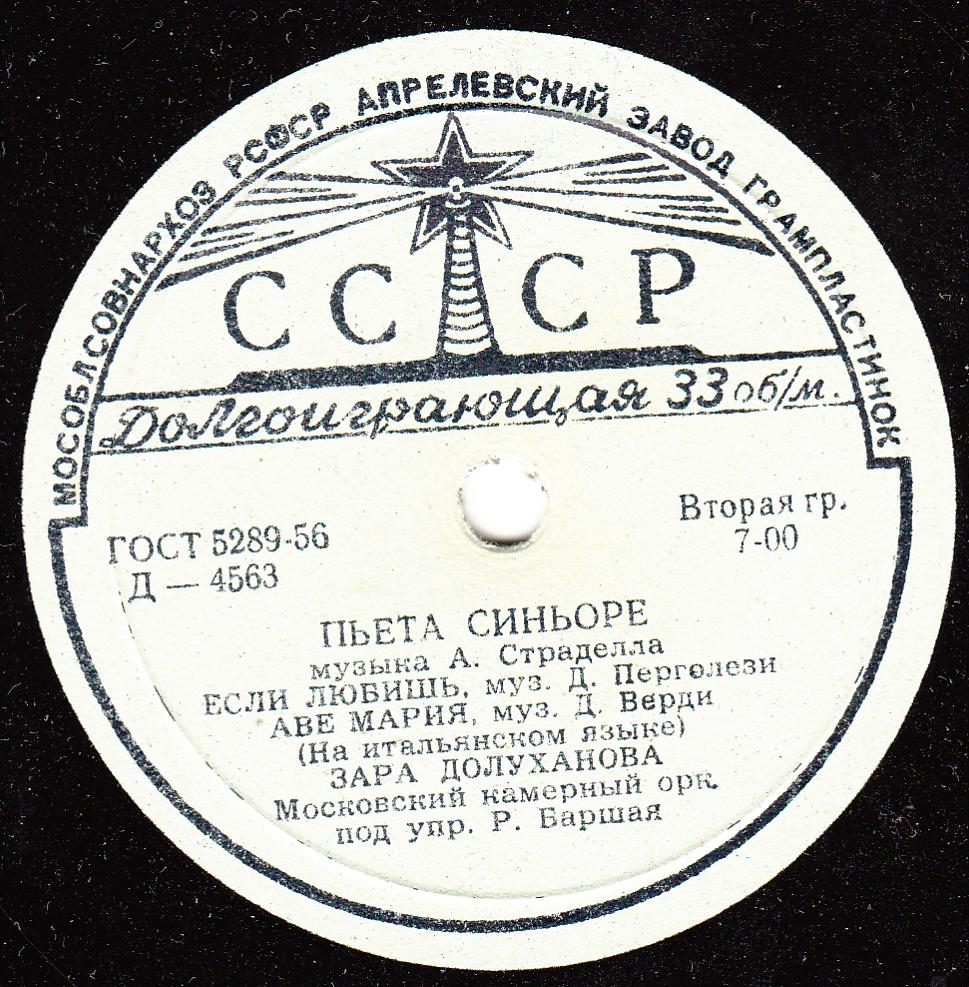 МОСОБЛСОВНАРХОЗ РСФСР АПРЕЛЕВСКИЙ ЗАВОД ГРАМПЛАСТИНОК
СССР
Долгоиграющая 33 об/м.
ГОСТ 5289-56
Д — 4563
Вторая гр.
7-00
ПЬЕТА СИНЬОРЕ
музыка А. Страделла
ЕСЛИ ЛЮБИШЬ, муз. Д. Перголези
АВЕ МАРИЯ, муз. Д. Верди
(На итальянском языке)
ЗАРА ДОЛУХАНОВА
Московский камерный орк.
под упр. Р. Баршая